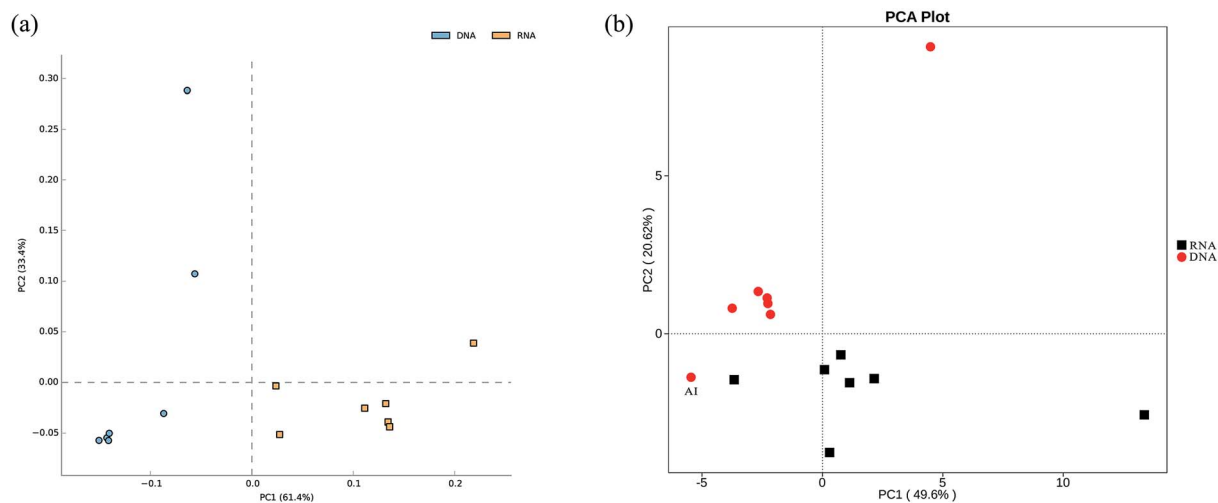 (a)
DNA RNA
0.30
0.25
0.20
0.15
0.10
0.05
0.00
−0.05
PC2 (33.4%)
−0.1 0.0 0.1 0.2
PC1 (61.4%)
(b)
PCA Plot
5
0
PC2 ( 20.62% )
AI
-5 0 5 10
PC1 ( 49.6% )
RNA
DNA